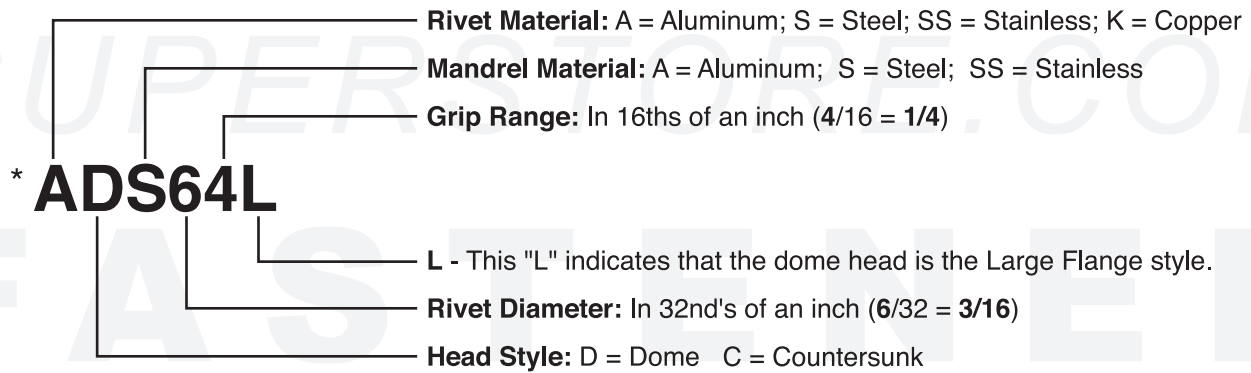 Rivet Material: A = Aluminum; S = Steel; SS = Stainless; K = Copper
Mandrel Material: A = Aluminum; S = Steel; SS = Stainless
Grip Range: In 16ths of an inch (4/16 = 1/4)
* ADS64L
L - This "L" indicates that the dome head is the Large Flange style.
Rivet Diameter: In 32nd's of an inch (6/32 = 3/16)
Head Style: D = Dome C = Countersunk